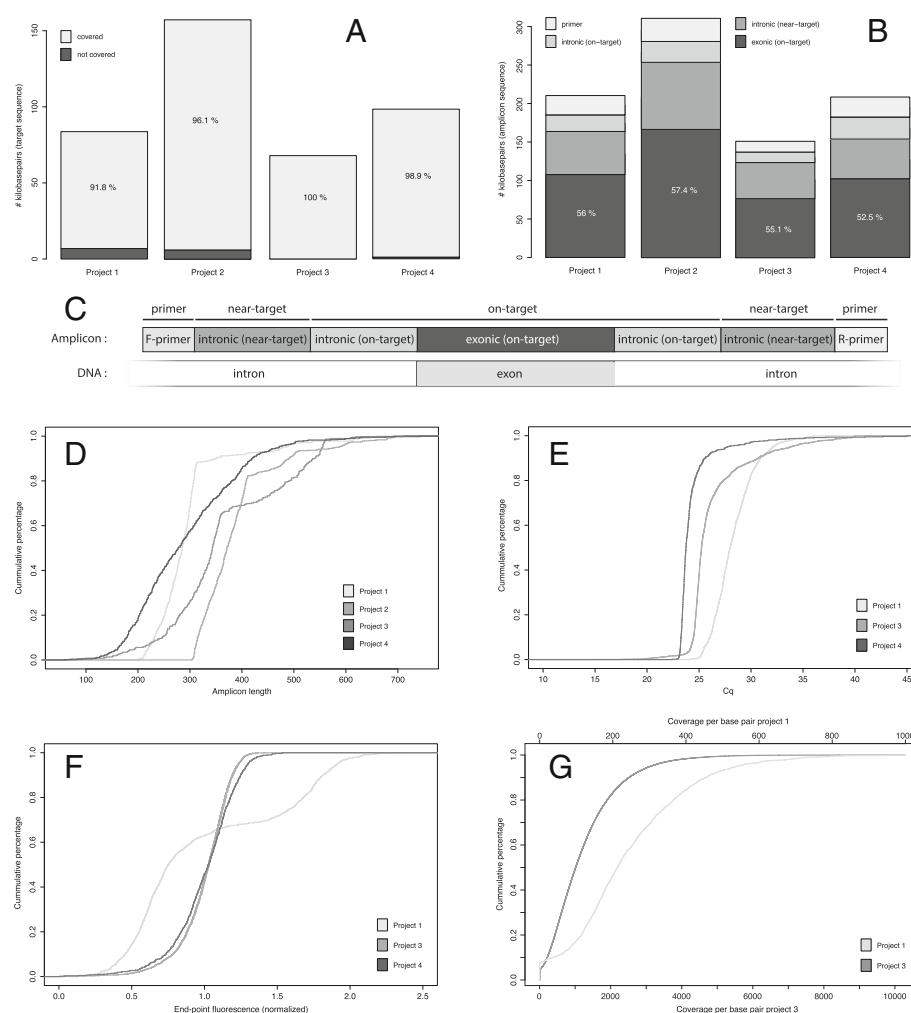 A
covered
not covered
# kilobasepairs (target sequence)
0
50
100
150
91.8 %
96.1 %
100 %
98.9 %
Project 1
Project 2
Project 3
Project 4
B
primer
intronic (on-target)
intronic (near-target)
exonic (on-target)
# kilobasepairs (amplicon sequence)
0
50
100
150
200
250
300
56 %
57.4 %
55.1 %
52.5 %
Project 1
Project 2
Project 3
Project 4
C
primer
near-target
on-target
near-target
primer
Amplicon :
F-primer
intronic (near-target)
intronic (on-target)
exonic (on-target)
intronic (on-target)
intronic (near-target)
R-primer
DNA :
intron
exon
intron
D
Cummulative percentage
0.0
0.2
0.4
0.6
0.8
1.0
Project 1
Project 2
Project 3
Project 4
100
200
300
400
500
600
700
Amplicon length
E
Cummulative percentage
0.0
0.2
0.4
0.6
0.8
1.0
Project 1
Project 3
Project 4
10
15
20
25
30
35
40
45
Cq
F
Cummulative percentage
0.0
0.2
0.4
0.6
0.8
1.0
Project 1
Project 3
Project 4
0.0
0.5
1.0
1.5
2.0
2.5
End-point fluorescence (normalized)
Coverage per base pair project 1
0
200
400
600
800
100
G
Cummulative percentage
0.0
0.2
0.4
0.6
0.8
1.0
Project 1
Project 3
0
2000
4000
6000
8000
10000
Coverage per base pair project 3